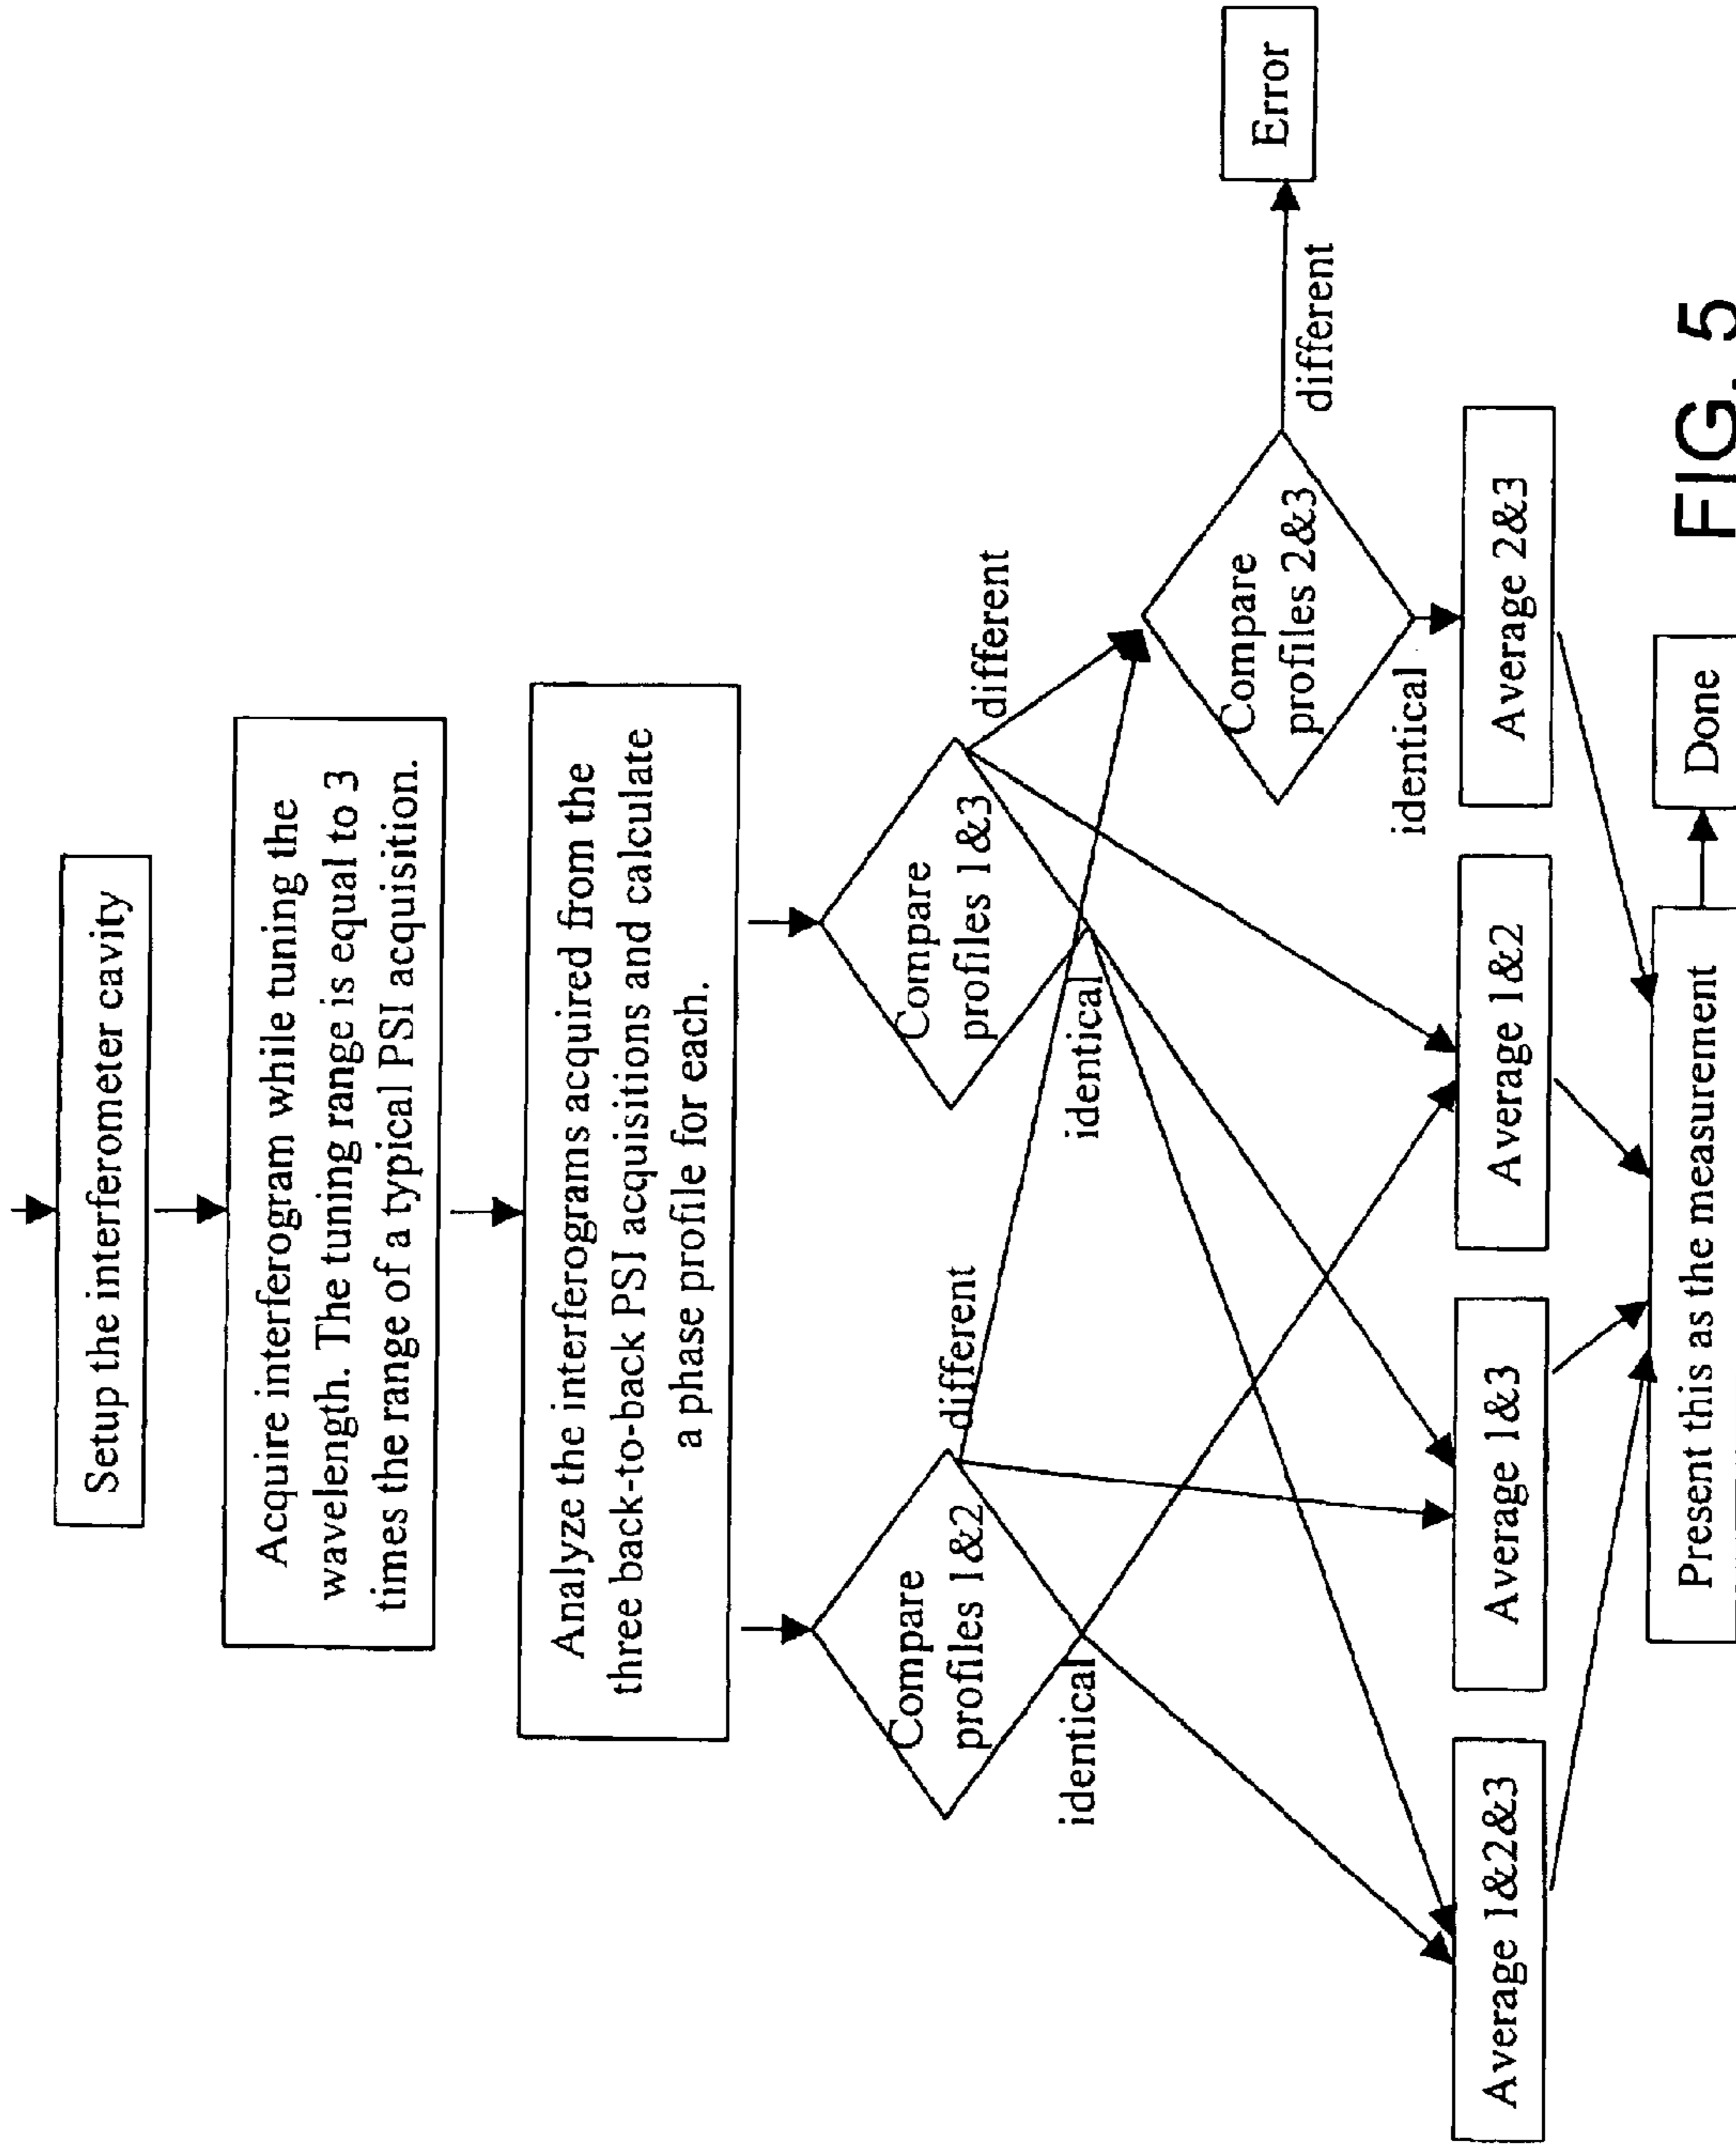 Setup the interferometer cavity
Acquire interferogram while tuning the
wavelength. The tuning range is equal to 3
times the range of a typical PSI acquisition.
Analyze the interferograms acquired from the
three back-to-back PSI acquisitions and calculate
a phase profile for each.
Compare
profiles 1&2
different
identical
Compare
profiles 1&3
different
identical
Compare
profiles 2&3
different
identical
Error
Average 1&2&3
Average 1&3
Average 1&2
Average 2&3
Present this as the measurement
Done
FIG. 5